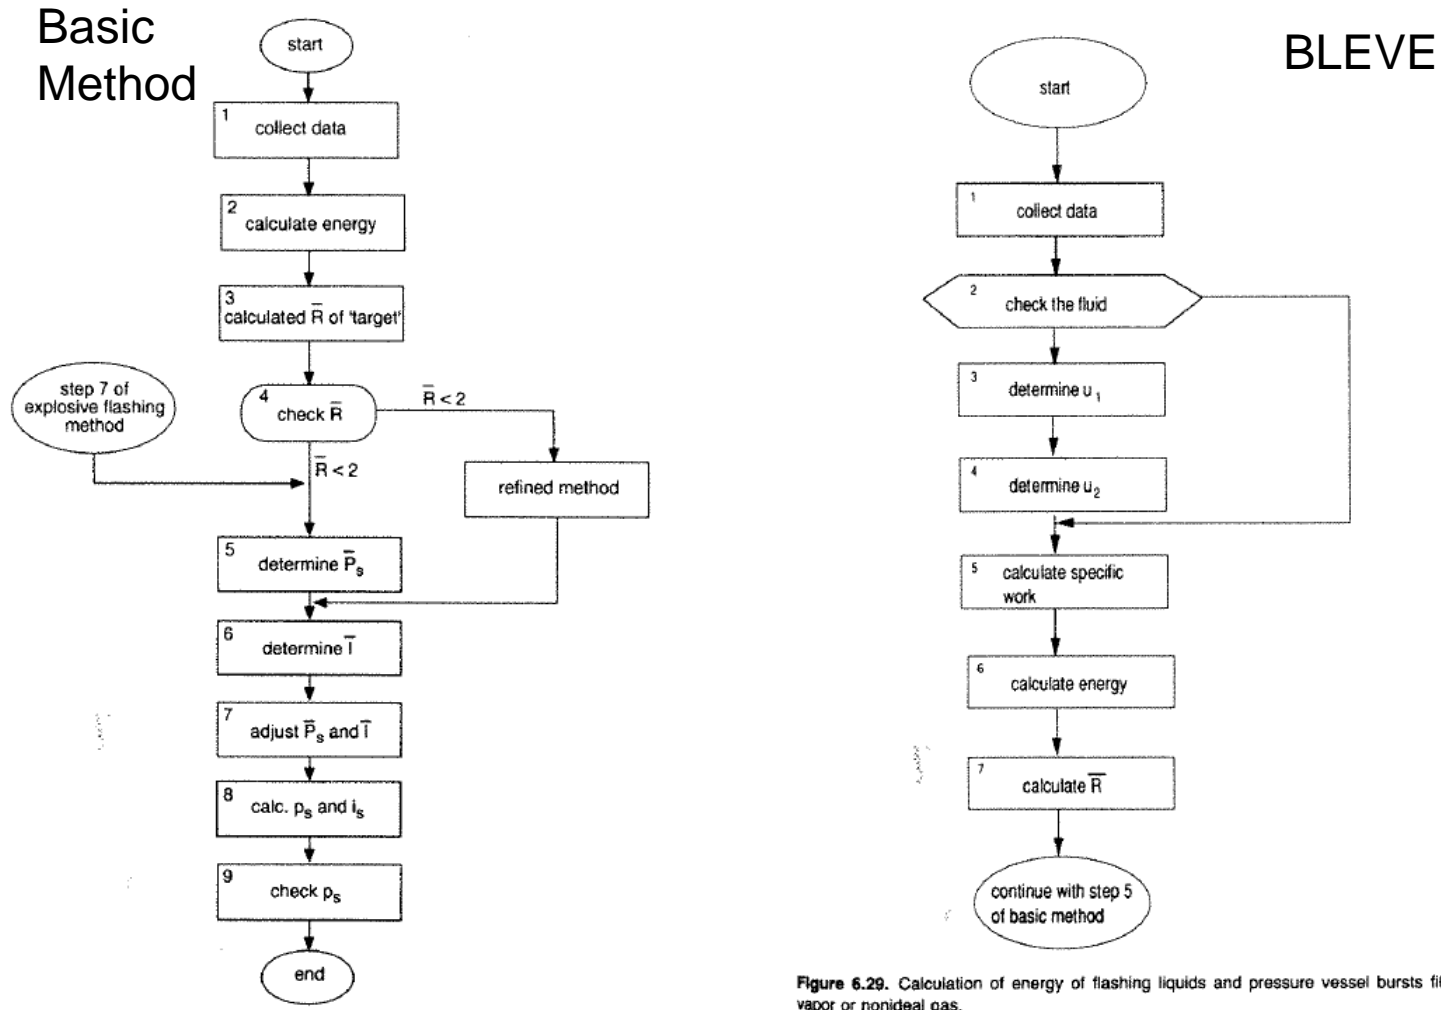 Basic
Method
start
1
collect data
2
calculate energy
3
calculated R̅ of 'target'
4
check R̅
R̅ < 2
R̅ < 2
step 7 of
explosive flashing
method
refined method
5
determine P̅s
6
determine I̅
7
adjust P̅s and I̅
8
calc. ps and is
9
check ps
end
BLEVE
start
1
collect data
2
check the fluid
3
determine u1
4
determine u2
5
calculate specific
work
6
calculate energy
7
calculate R̅
continue with step 5
of basic method
Figure 6.29. Calculation of energy of flashing liquids and pressure vessel bursts fil
vapor or nonideal gas.